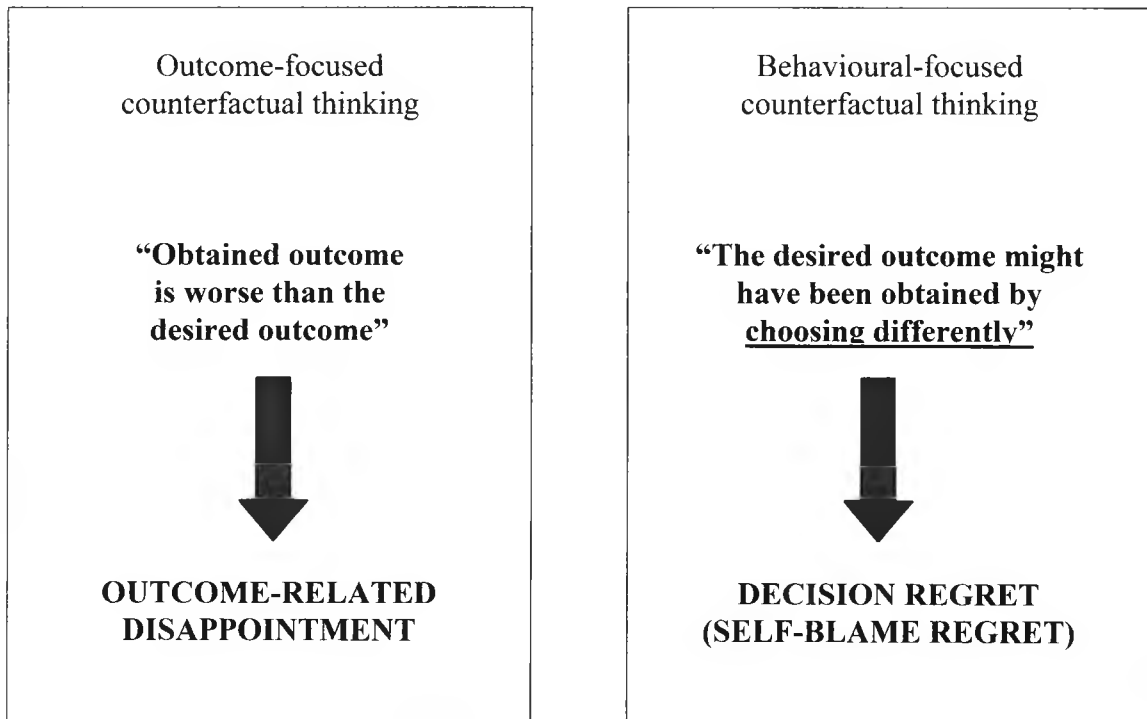 Outcome-focused
counterfactual thinking
“Obtained outcome
is worse than the
desired outcome”
OUTCOME-RELATED
DISAPPOINTMENT
Behavioural-focused
counterfactual thinking
“The desired outcome might
have been obtained by
choosing differently”
DECISION REGRET
(SELF-BLAME REGRET)